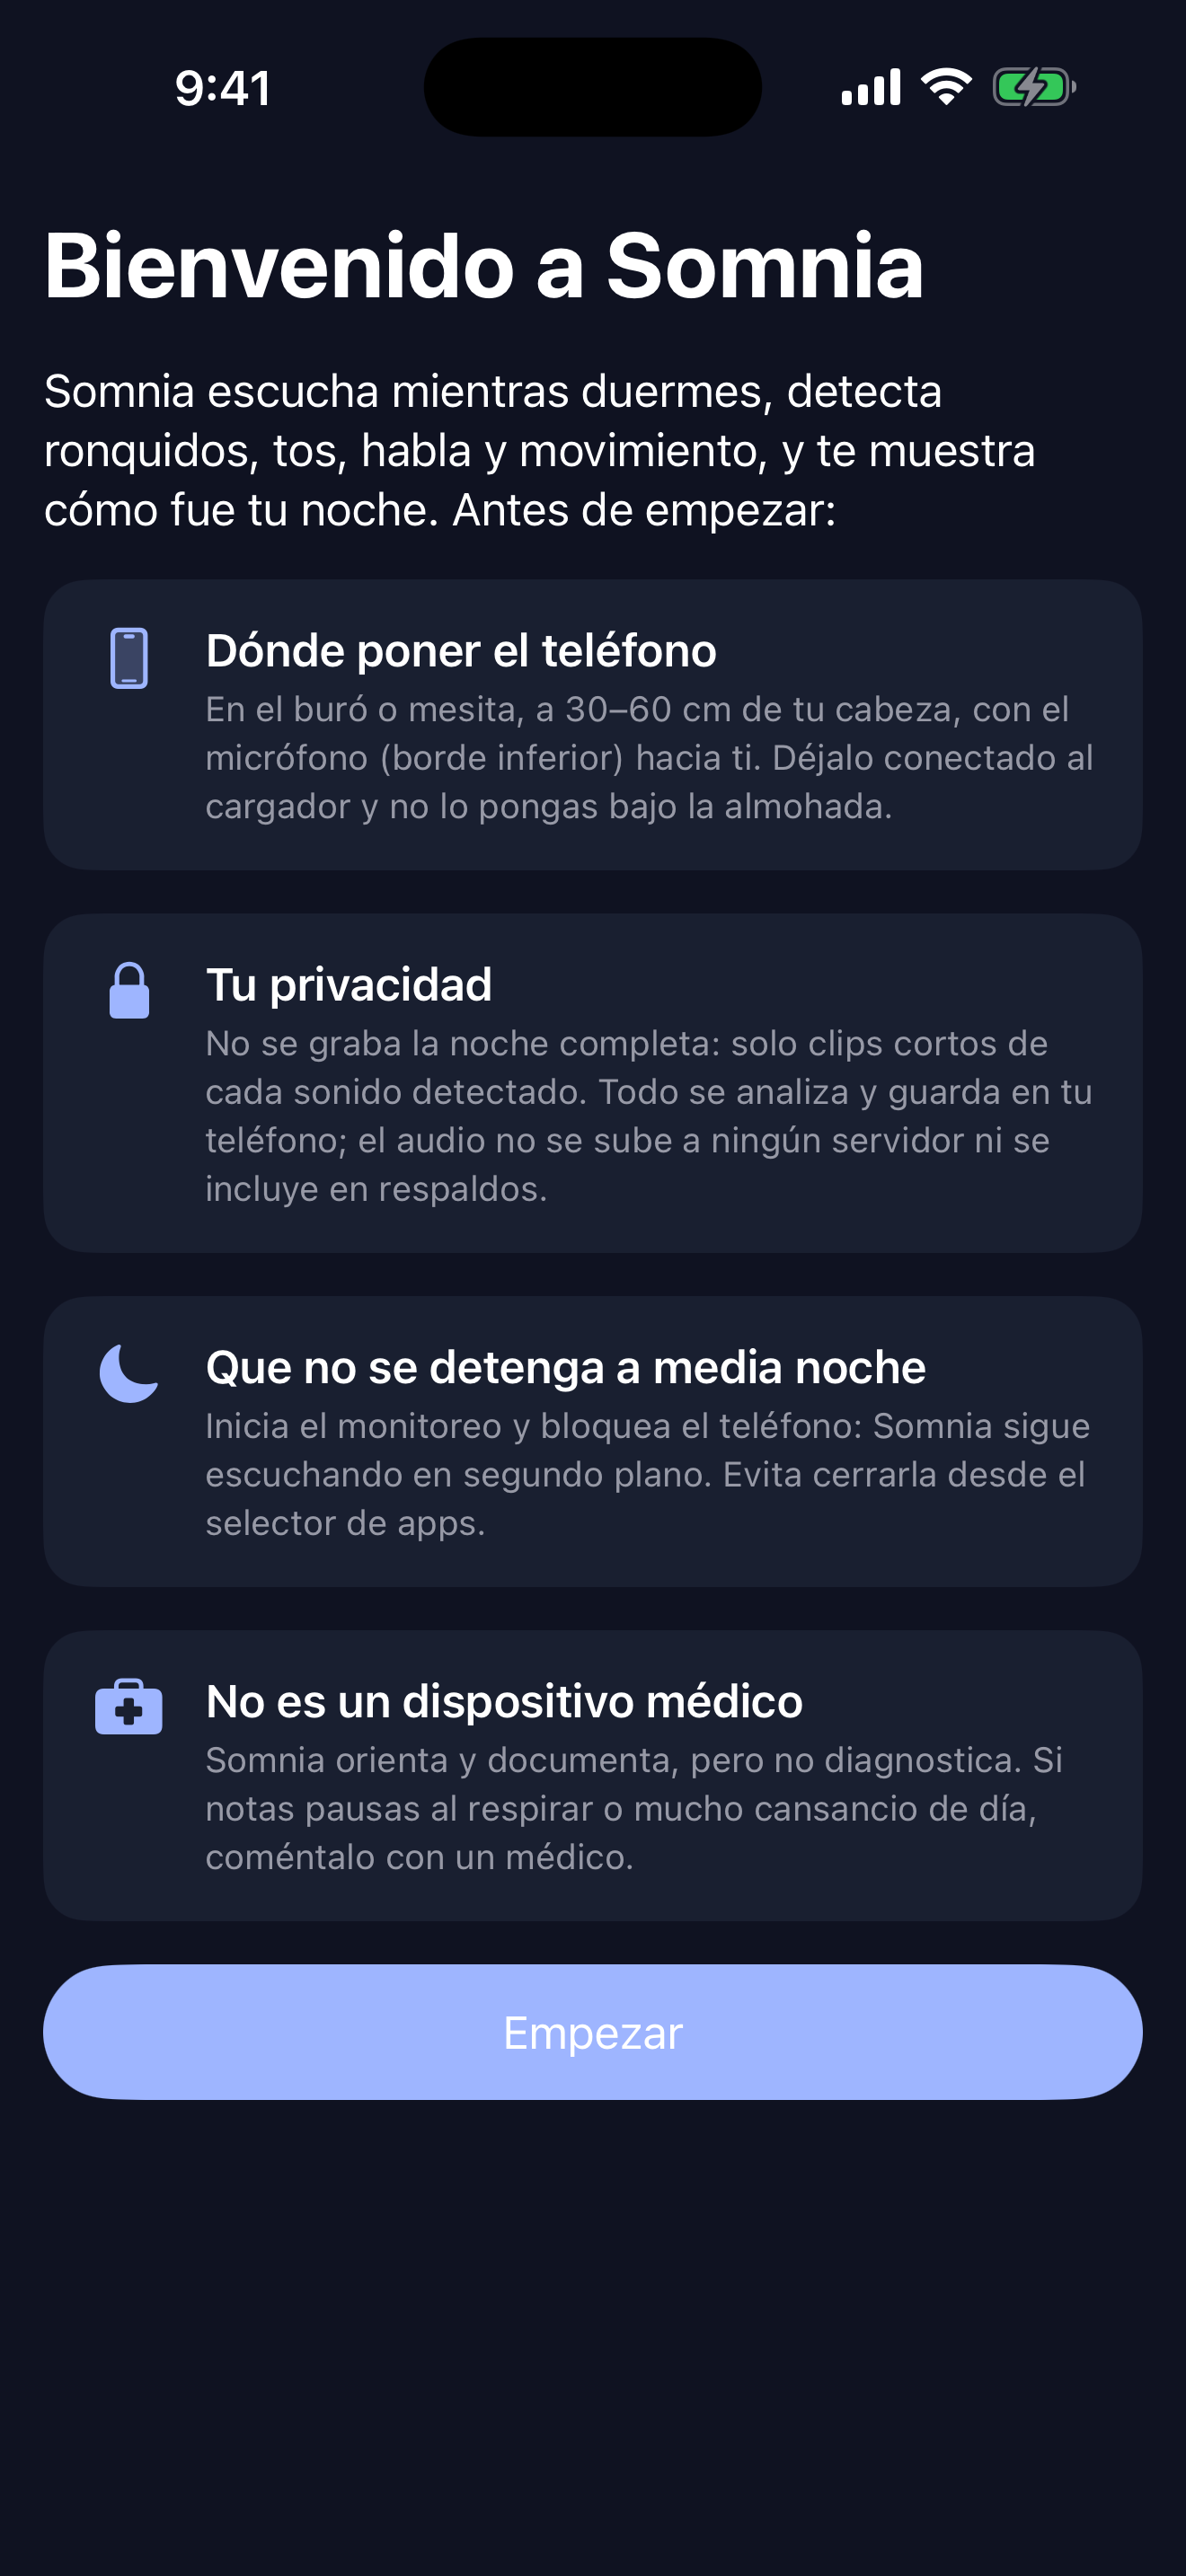 9:41
Bienvenido a Somnia
Somnia escucha mientras duermes, detecta
ronquidos, tos, habla y movimiento, y te muestra
cómo fue tu noche. Antes de empezar:
Dónde poner el teléfono
En el buró o mesita, a 30–60 cm de tu cabeza, con el
micrófono (borde inferior) hacia ti. Déjalo conectado al
cargador y no lo pongas bajo la almohada.
Tu privacidad
No se graba la noche completa: solo clips cortos de
cada sonido detectado. Todo se analiza y guarda en tu
teléfono; el audio no se sube a ningún servidor ni se
incluye en respaldos.
Que no se detenga a media noche
Inicia el monitoreo y bloquea el teléfono: Somnia sigue
escuchando en segundo plano. Evita cerrarla desde el
selector de apps.
No es un dispositivo médico
Somnia orienta y documenta, pero no diagnostica. Si
notas pausas al respirar o mucho cansancio de día,
coméntalo con un médico.
Empezar